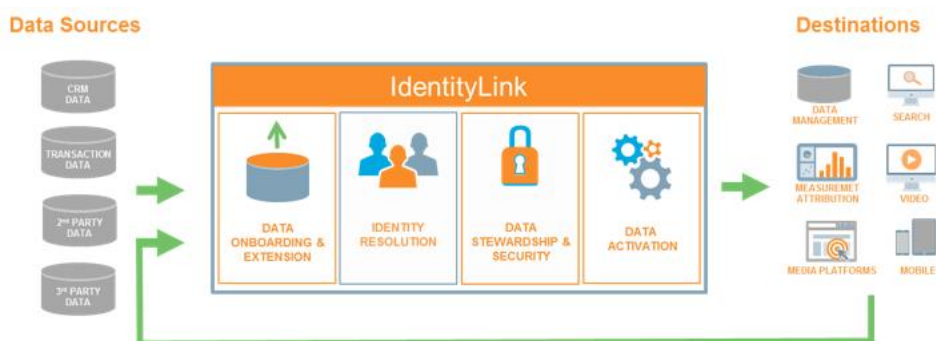 Data Sources
CRM
DATA
TRANSACTION
DATA
2nd PARTY
DATA
3rd PARTY
DATA
IdentityLink
DATA
ONBOARDING &
EXTENSION
IDENTITY
RESOLUTION
DATA
STEWARDSHIP &
SECURITY
DATA
ACTIVATION
Destinations
DATA
MANAGEMENT
SEARCH
MEASUREMET
ATTRIBUTION
VIDEO
MEDIA PLATFORMS
MOBILE